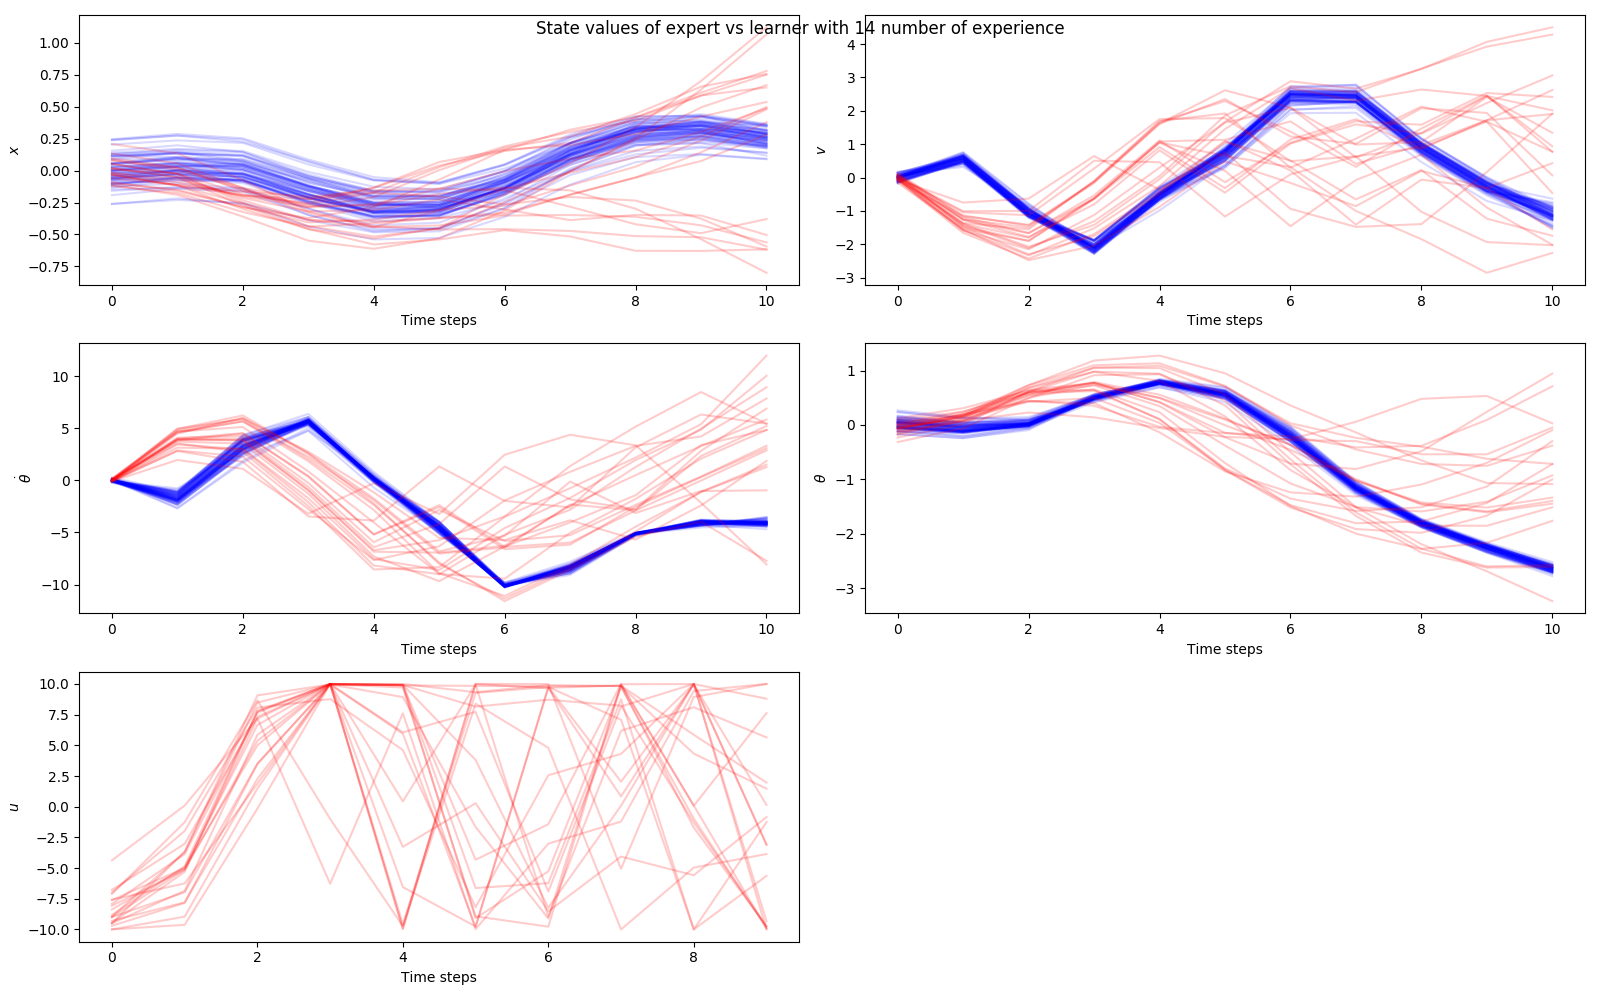 State values of expert vs learner with 14 number of experience
1.00
0.75
0.50
0.25
0.00
−0.25
−0.50
−0.75
x
0 2 4 6 8 10
Time steps
4
3
2
1
0
−1
−2
−3
v
0 2 4 6 8 10
Time steps
10
5
0
−5
−10
θ̇
0 2 4 6 8 10
Time steps
1
0
−1
−2
−3
θ
0 2 4 6 8 10
Time steps
10.0
7.5
5.0
2.5
0.0
−2.5
−5.0
−7.5
−10.0
u
0 2 4 6 8
Time steps